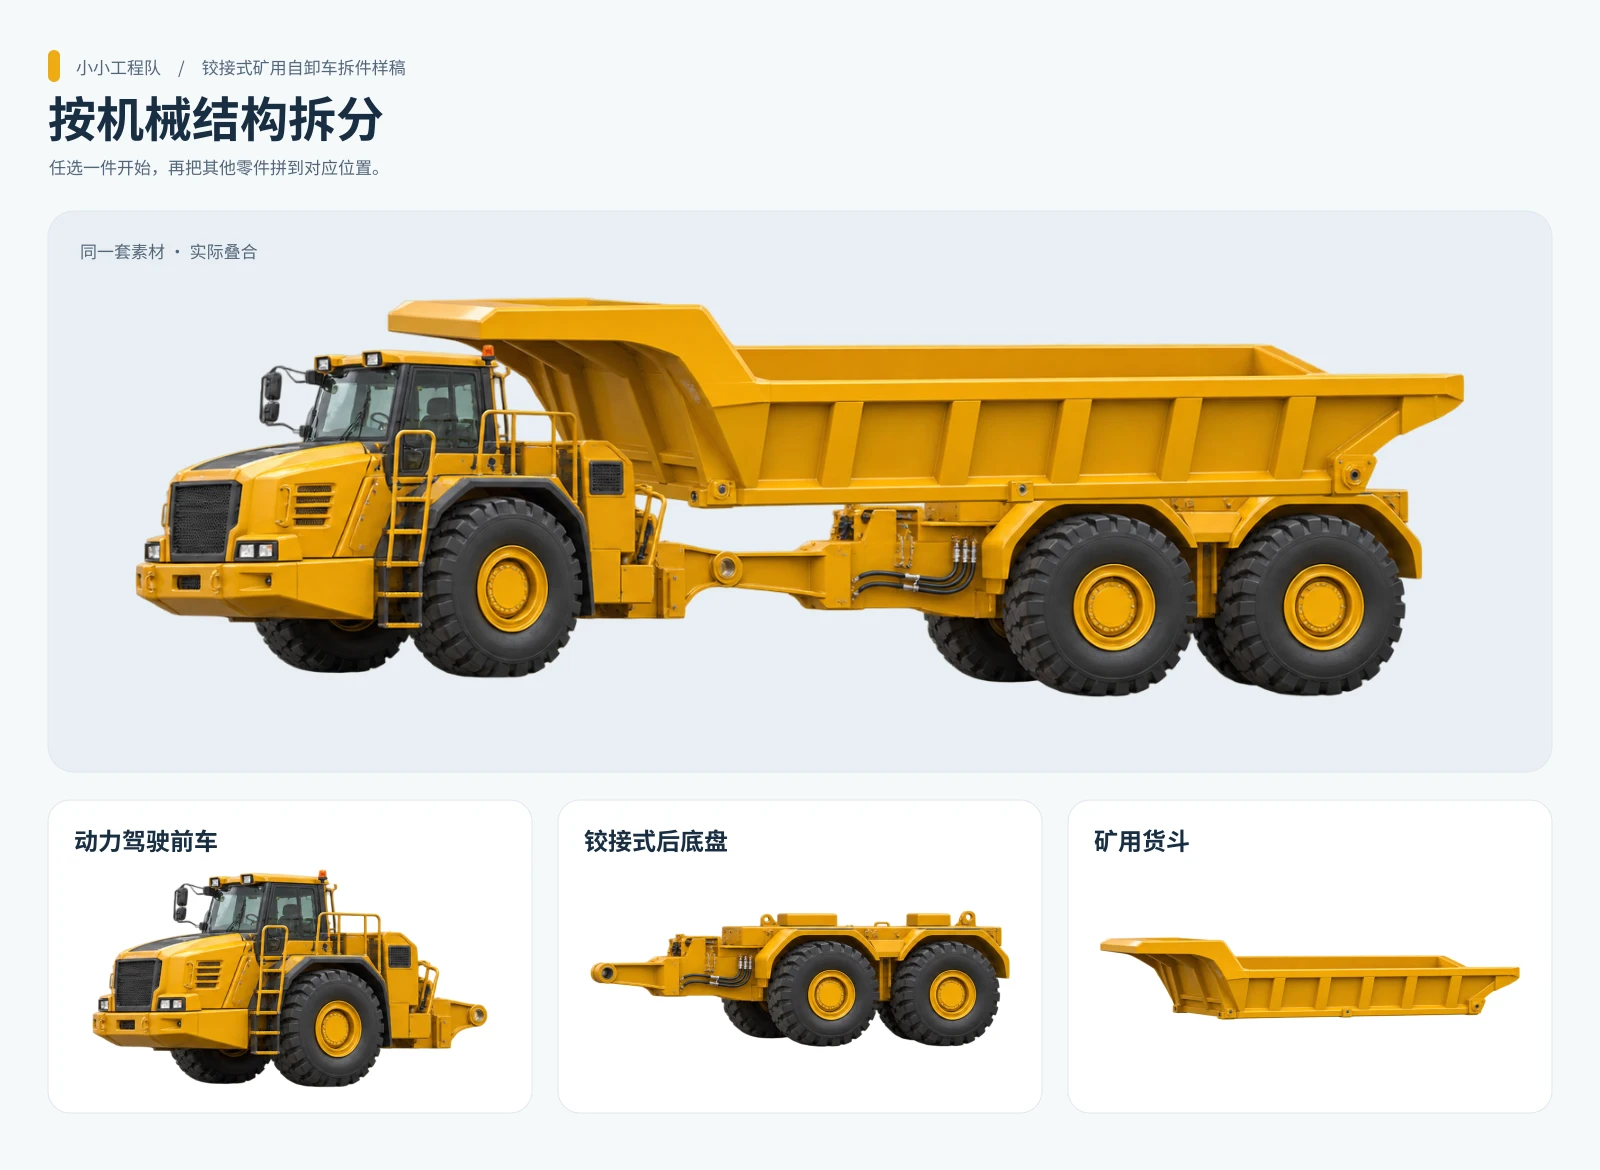 小小工程队 / 铰接式矿用自卸车拆件样稿
按机械结构拆分
任选一件开始，再把其他零件拼到对应位置。
同一套素材 · 实际叠合
动力驾驶前车
铰接式后底盘
矿用货斗